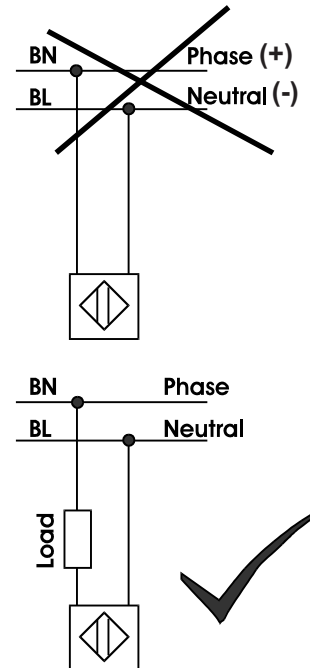 BN Phase (+)
BL Neutral (-)
BN Phase
BL Neutral
Load